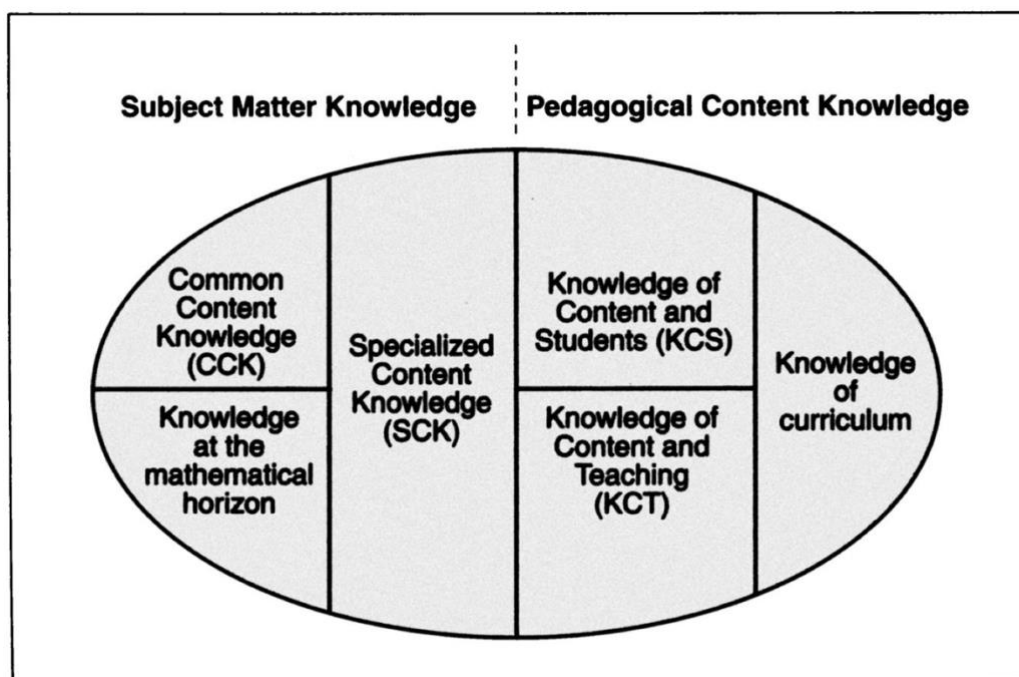 Subject Matter Knowledge
Pedagogical Content Knowledge
Common
Content
Knowledge
(CCK)
Knowledge
at the
mathematical
horizon
Specialized
Content
Knowledge
(SCK)
Knowledge of
Content and
Students (KCS)
Knowledge of
Content and
Teaching
(KCT)
Knowledge
of
curriculum